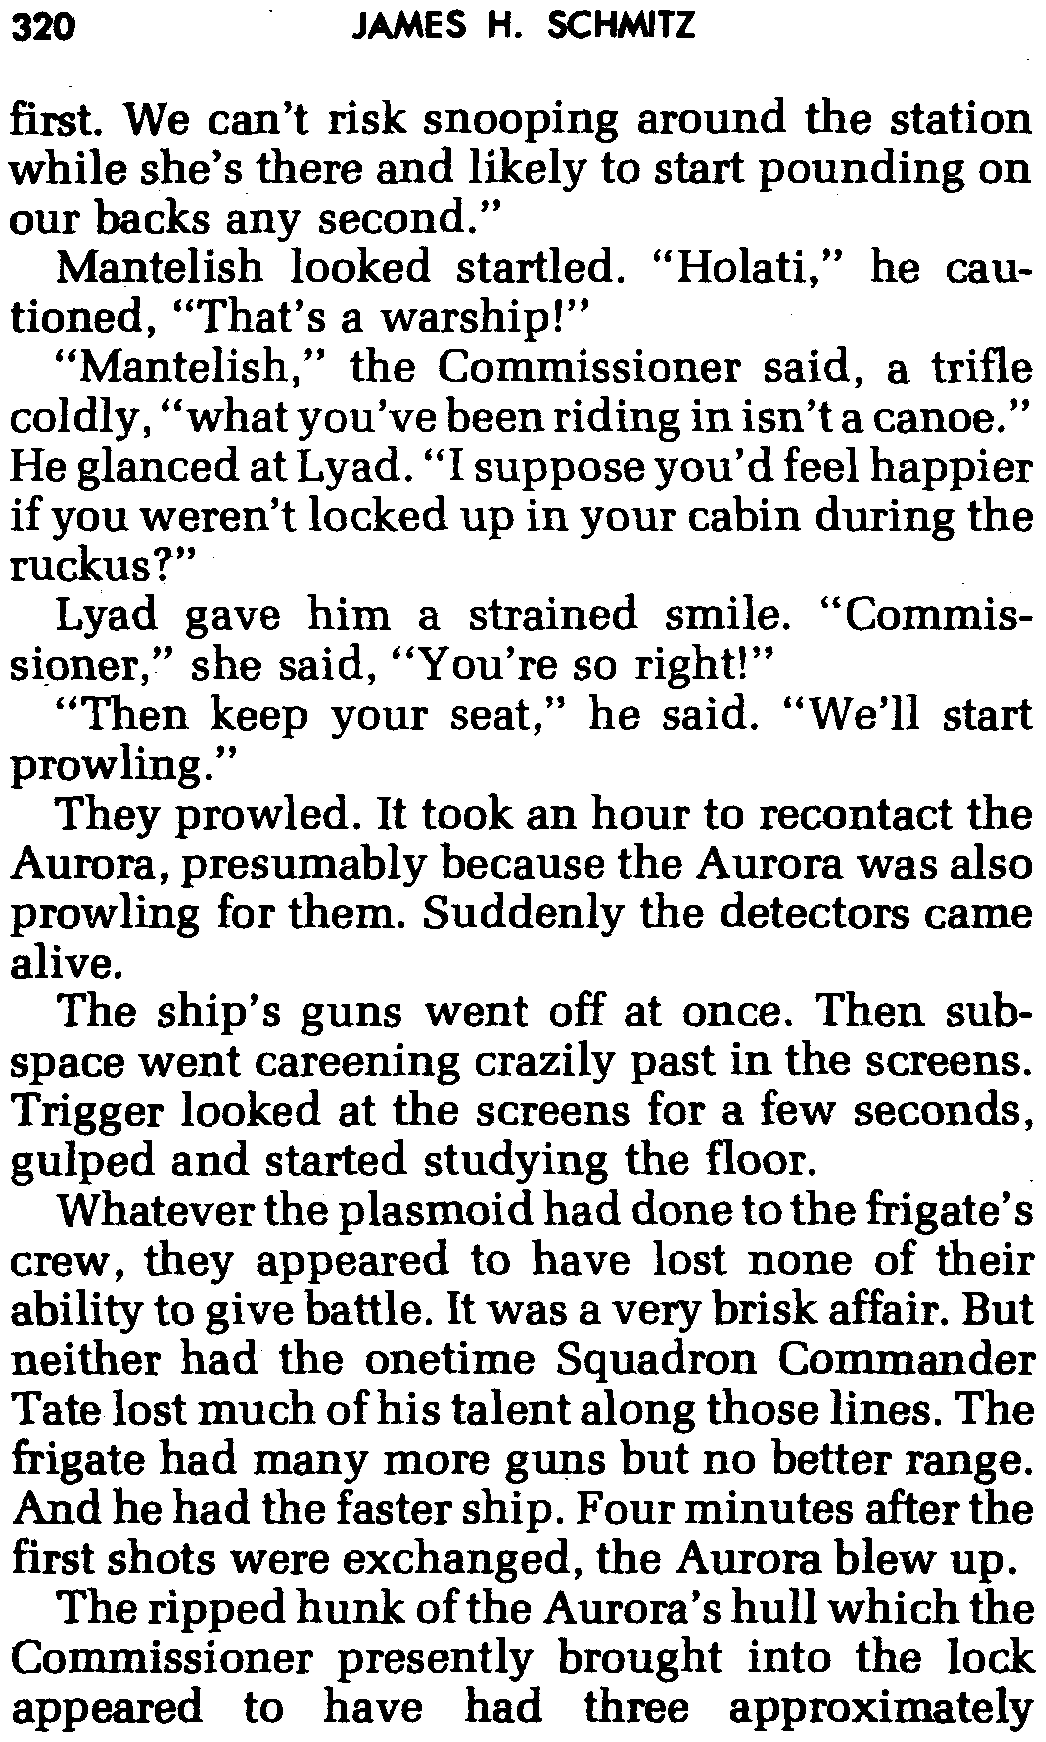 320 JAMES H. SCHMITZ
first. We can't risk snooping around the station
while she's there and likely to start pounding on
our backs any second."
Mantelish looked startled. "Holati," he cau-
tioned, "That's a warship!"
"Mantelish," the Commissioner said, a trifle
coldly, "what you've been riding in isn't a canoe."
He glanced at Lyad. "I suppose you'd feel happier
if you weren't locked up in your cabin during the
ruckus?"
Lyad gave him a strained smile. "Commis-
sioner," she said, "You're so right!"
"Then keep your seat," he said. "We'll start
prowling."
They prowled. It took an hour to recontact the
Aurora, presumably because the Aurora was also
prowling for them. Suddenly the detectors came
alive.
The ship's guns went off at once. Then sub-
space went careening crazily past in the screens.
Trigger looked at the screens for a few seconds,
gulped and started studying the floor.
Whatever the plasmoid had done to the frigate's
crew, they appeared to have lost none of their
ability to give battle. It was a very brisk affair. But
neither had the onetime Squadron Commander
Tate lost much of his talent along those lines. The
frigate had many more guns but no better range.
And he had the faster ship. Four minutes after the
first shots were exchanged, the Aurora blew up.
The ripped hunk of the Aurora's hull which the
Commissioner presently brought into the lock
appeared to have had three approximately